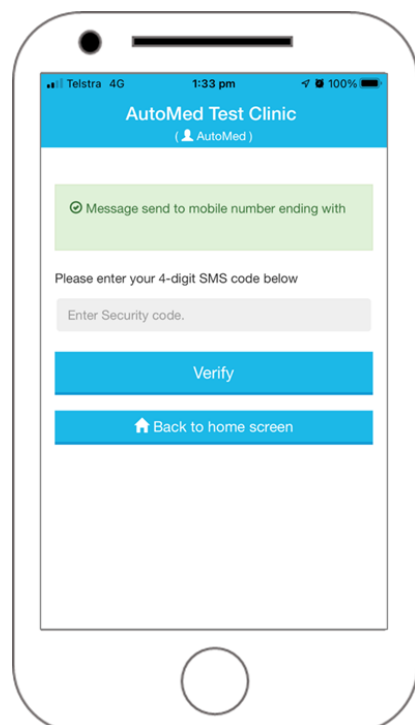 Telstra 4G 1:33 pm 100%
AutoMed Test Clinic
( AutoMed )
Message send to mobile number ending with
Please enter your 4-digit SMS code below
Enter Security code.
Verify
Back to home screen